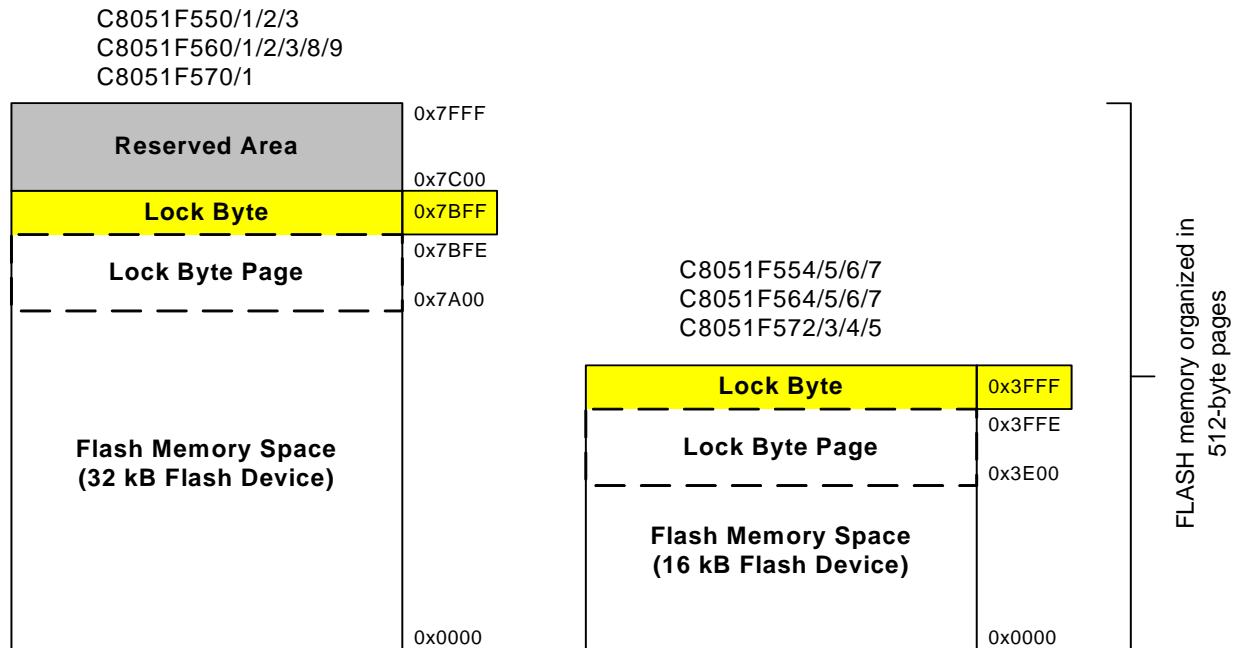 C8051F550/1/2/3
C8051F560/1/2/3/8/9
C8051F570/1
0x7FFF
Reserved Area
0x7C00
Lock Byte
0x7BFF
0x7BFE
Lock Byte Page
0x7A00
Flash Memory Space
(32 kB Flash Device)
0x0000
C8051F554/5/6/7
C8051F564/5/6/7
C8051F572/3/4/5
Lock Byte
0x3FFF
0x3FFE
Lock Byte Page
0x3E00
Flash Memory Space
(16 kB Flash Device)
0x0000
FLASH memory organized in
512-byte pages